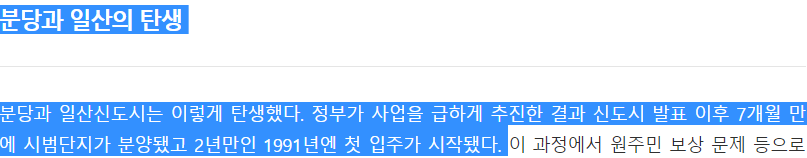 분당과 일산의 탄생
분당과 일산신도시는 이렇게 탄생했다. 정부가 사업을 급하게 추진한 결과 신도시 발표 이후 7개월 만
에 시범단지가 분양됐고 2년만인 1991년엔 첫 입주가 시작됐다. 이 과정에서 원주민 보상 문제 등으로